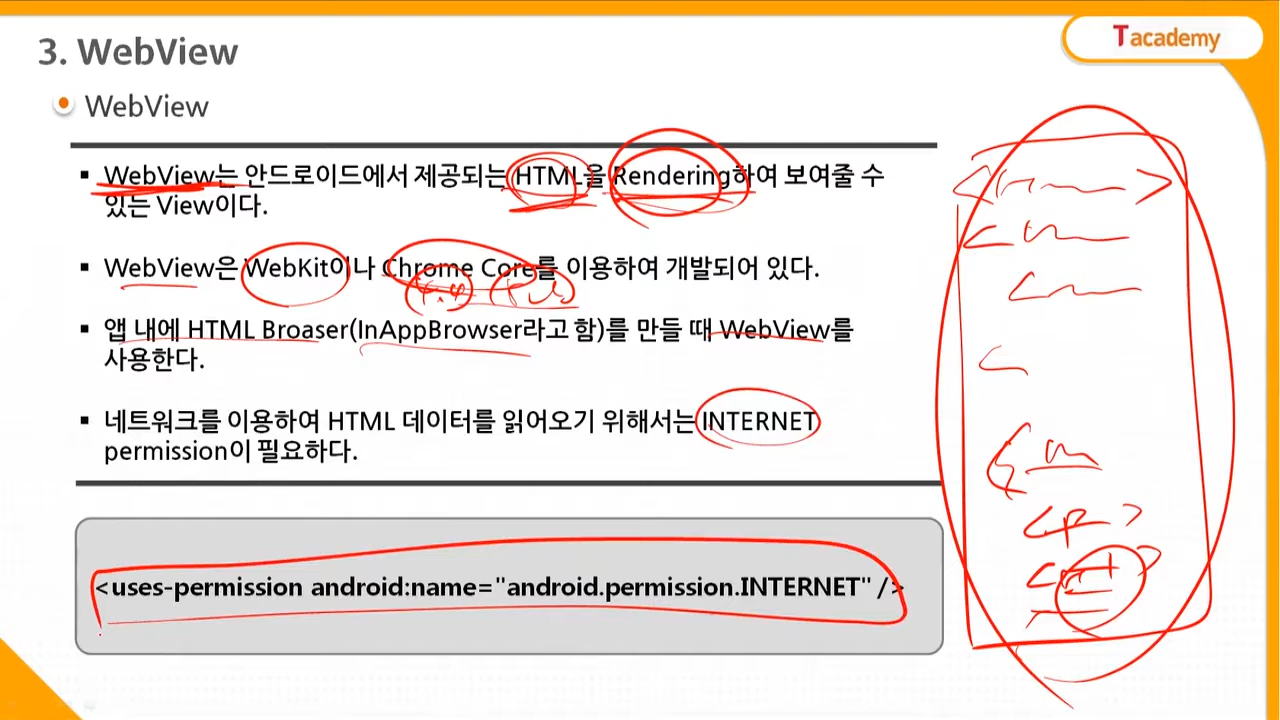 3. WebView
Tacademy
WebView
WebView는 안드로이드에서 제공되는 HTML을 Rendering하여 보여줄 수
있는 View이다.
WebView은 WebKit이나 Chrome Core를 이용하여 개발되어 있다.
4.4
앱 내에 HTML Broaser(InAppBrowser라고 함)를 만들 때 WebView를
사용한다.
네트워크를 이용하여 HTML 데이터를 읽어오기 위해서는 INTERNET
permission이 필요하다.
<p >
<uses-permission android:name="android.permission.INTERNET" />